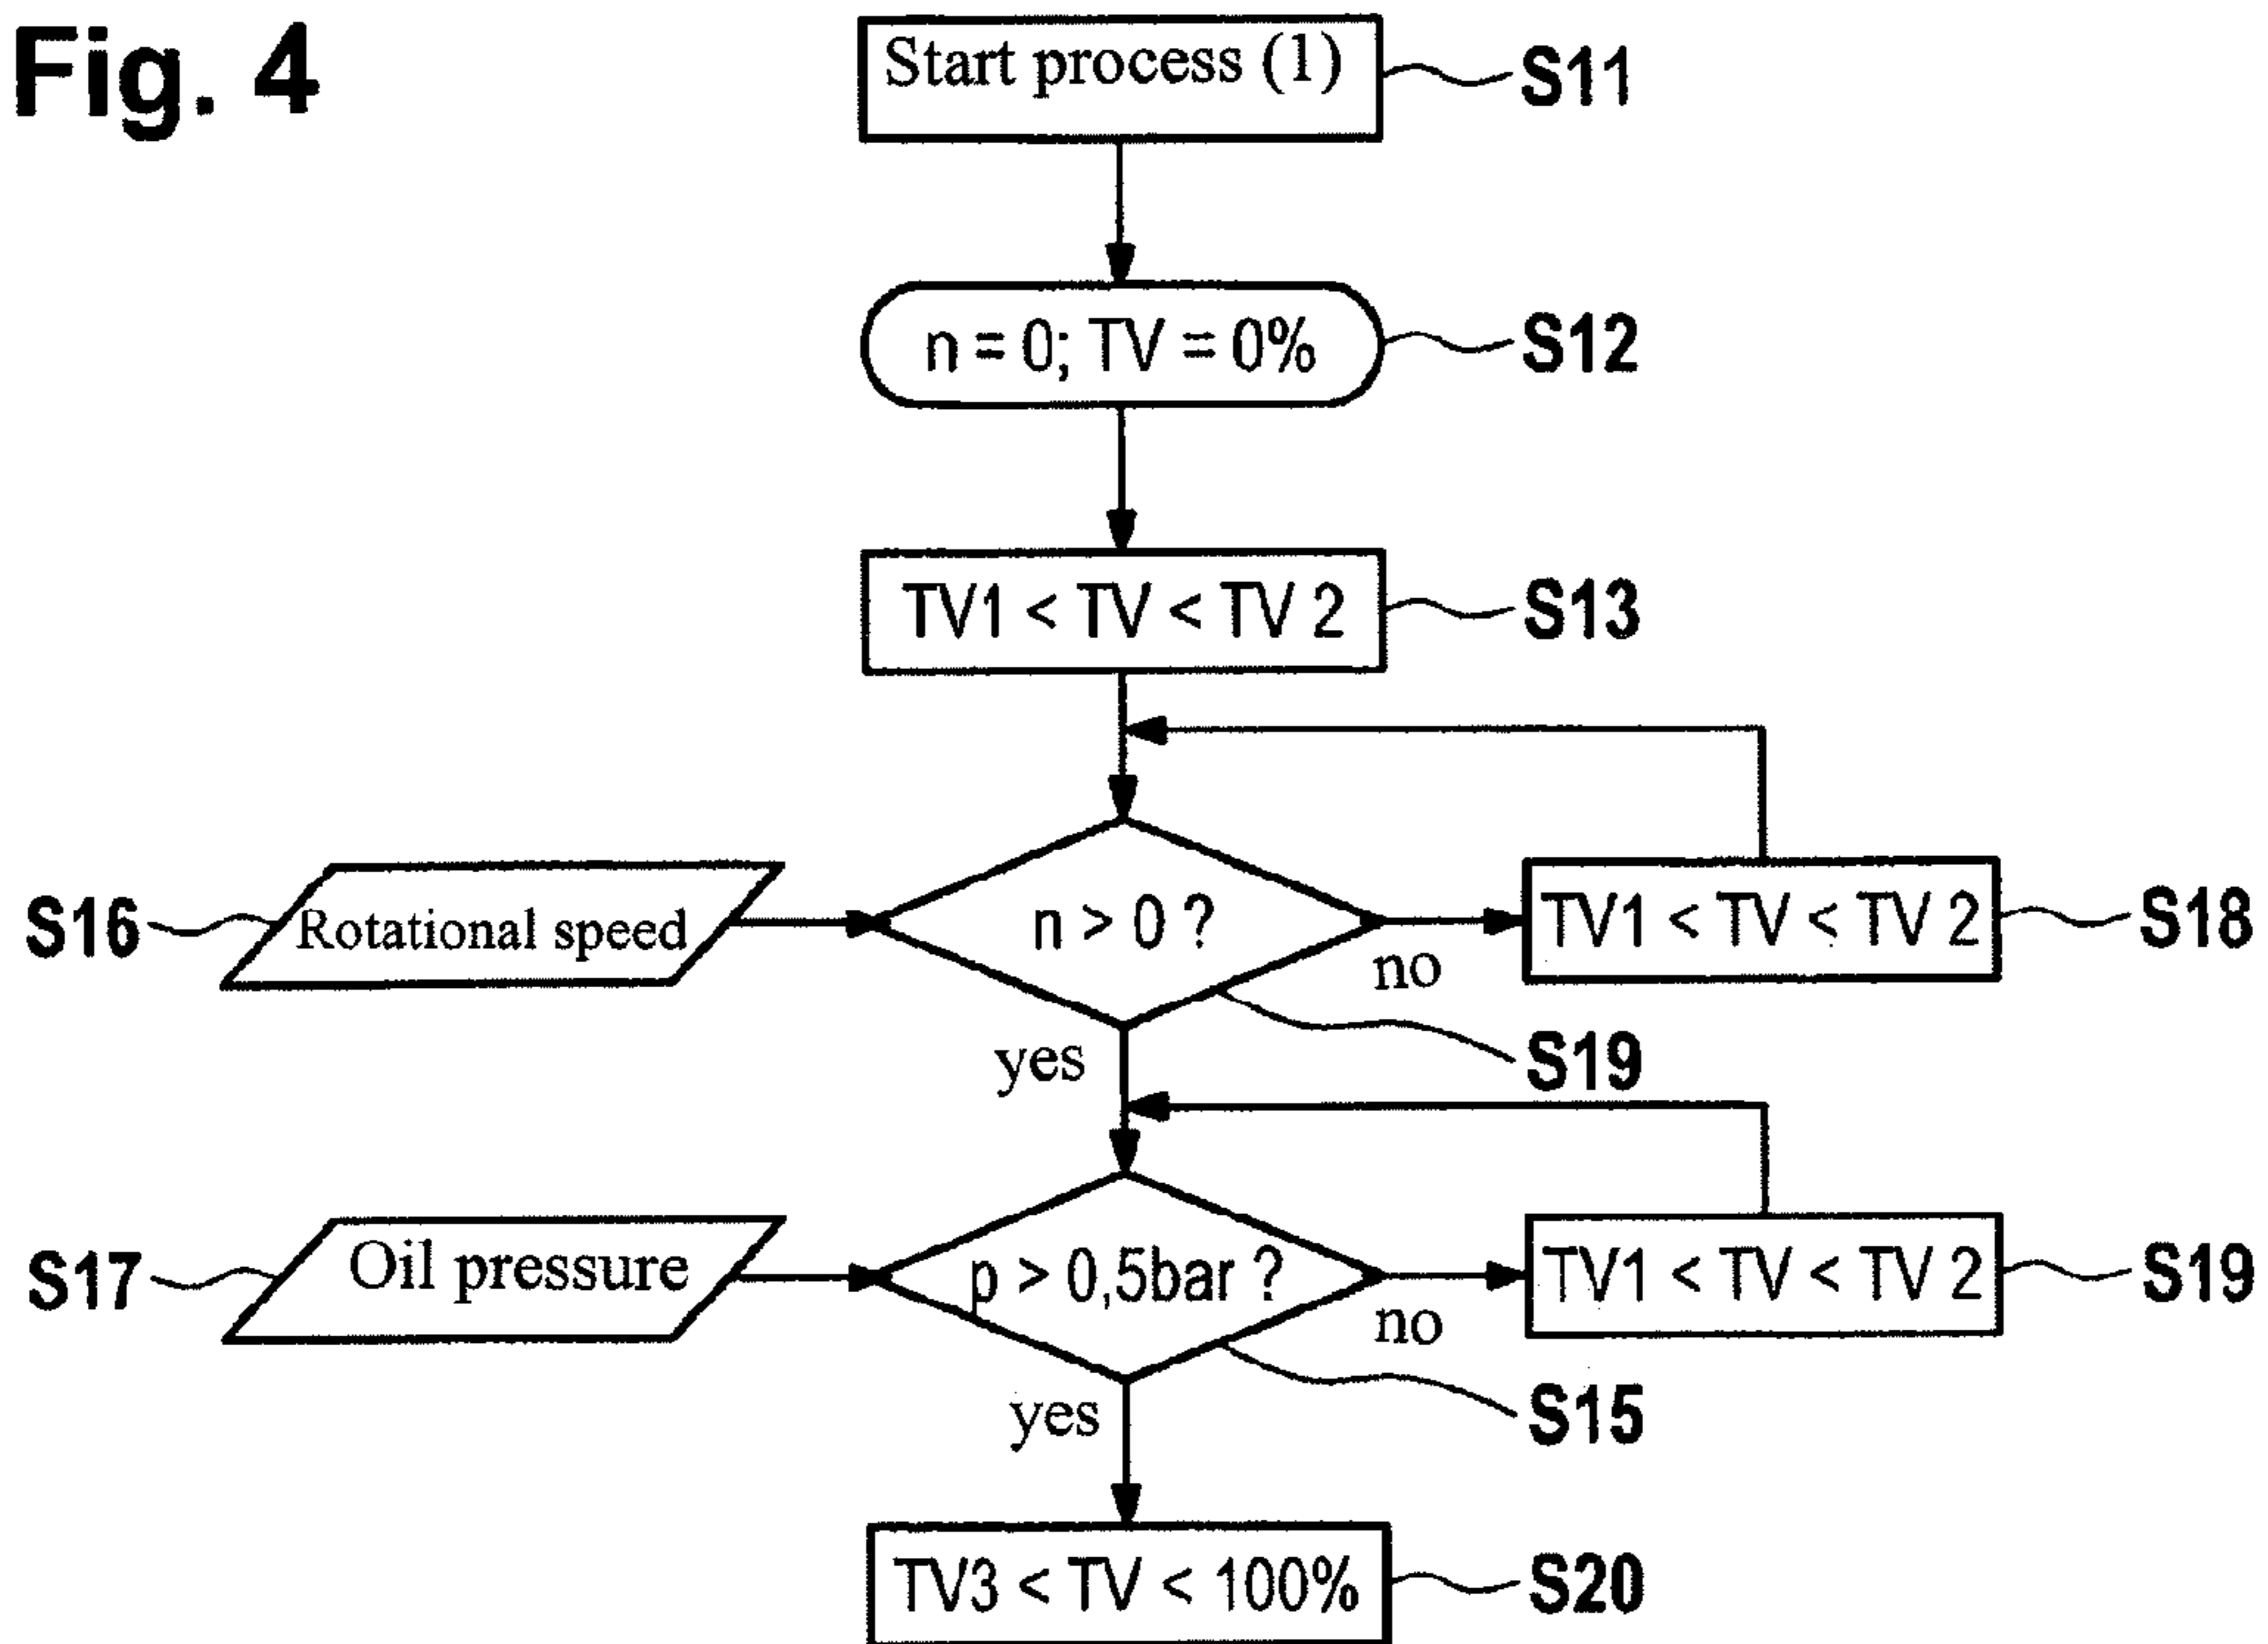 Fig. 4
Start process (1)
S11
n = 0; TV = 0%
S12
TV1 < TV < TV 2
S13
S16
Rotational speed
n > 0 ?
no
TV1 < TV < TV 2
S18
yes
S19
S17
Oil pressure
p > 0,5bar ?
no
TV1 < TV < TV 2
S19
yes
S15
TV3 < TV < 100%
S20